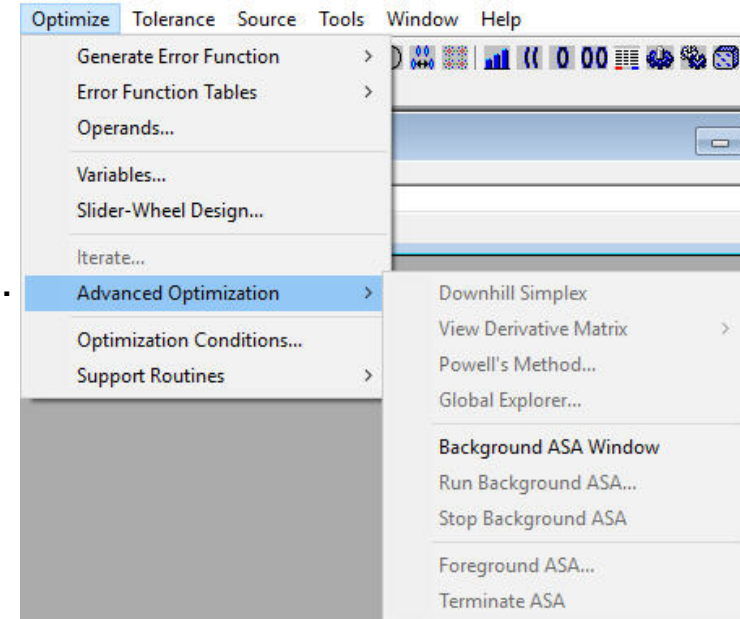 Optimize Tolerance Source Tools Window Help
Generate Error Function >
Error Function Tables >
Operands...
Variables...
Slider-Wheel Design...
Iterate...
Advanced Optimization >
Optimization Conditions...
Support Routines >
Downhill Simplex
View Derivative Matrix >
Powell's Method...
Global Explorer...
Background ASA Window
Run Background ASA...
Stop Background ASA
Foreground ASA...
Terminate ASA